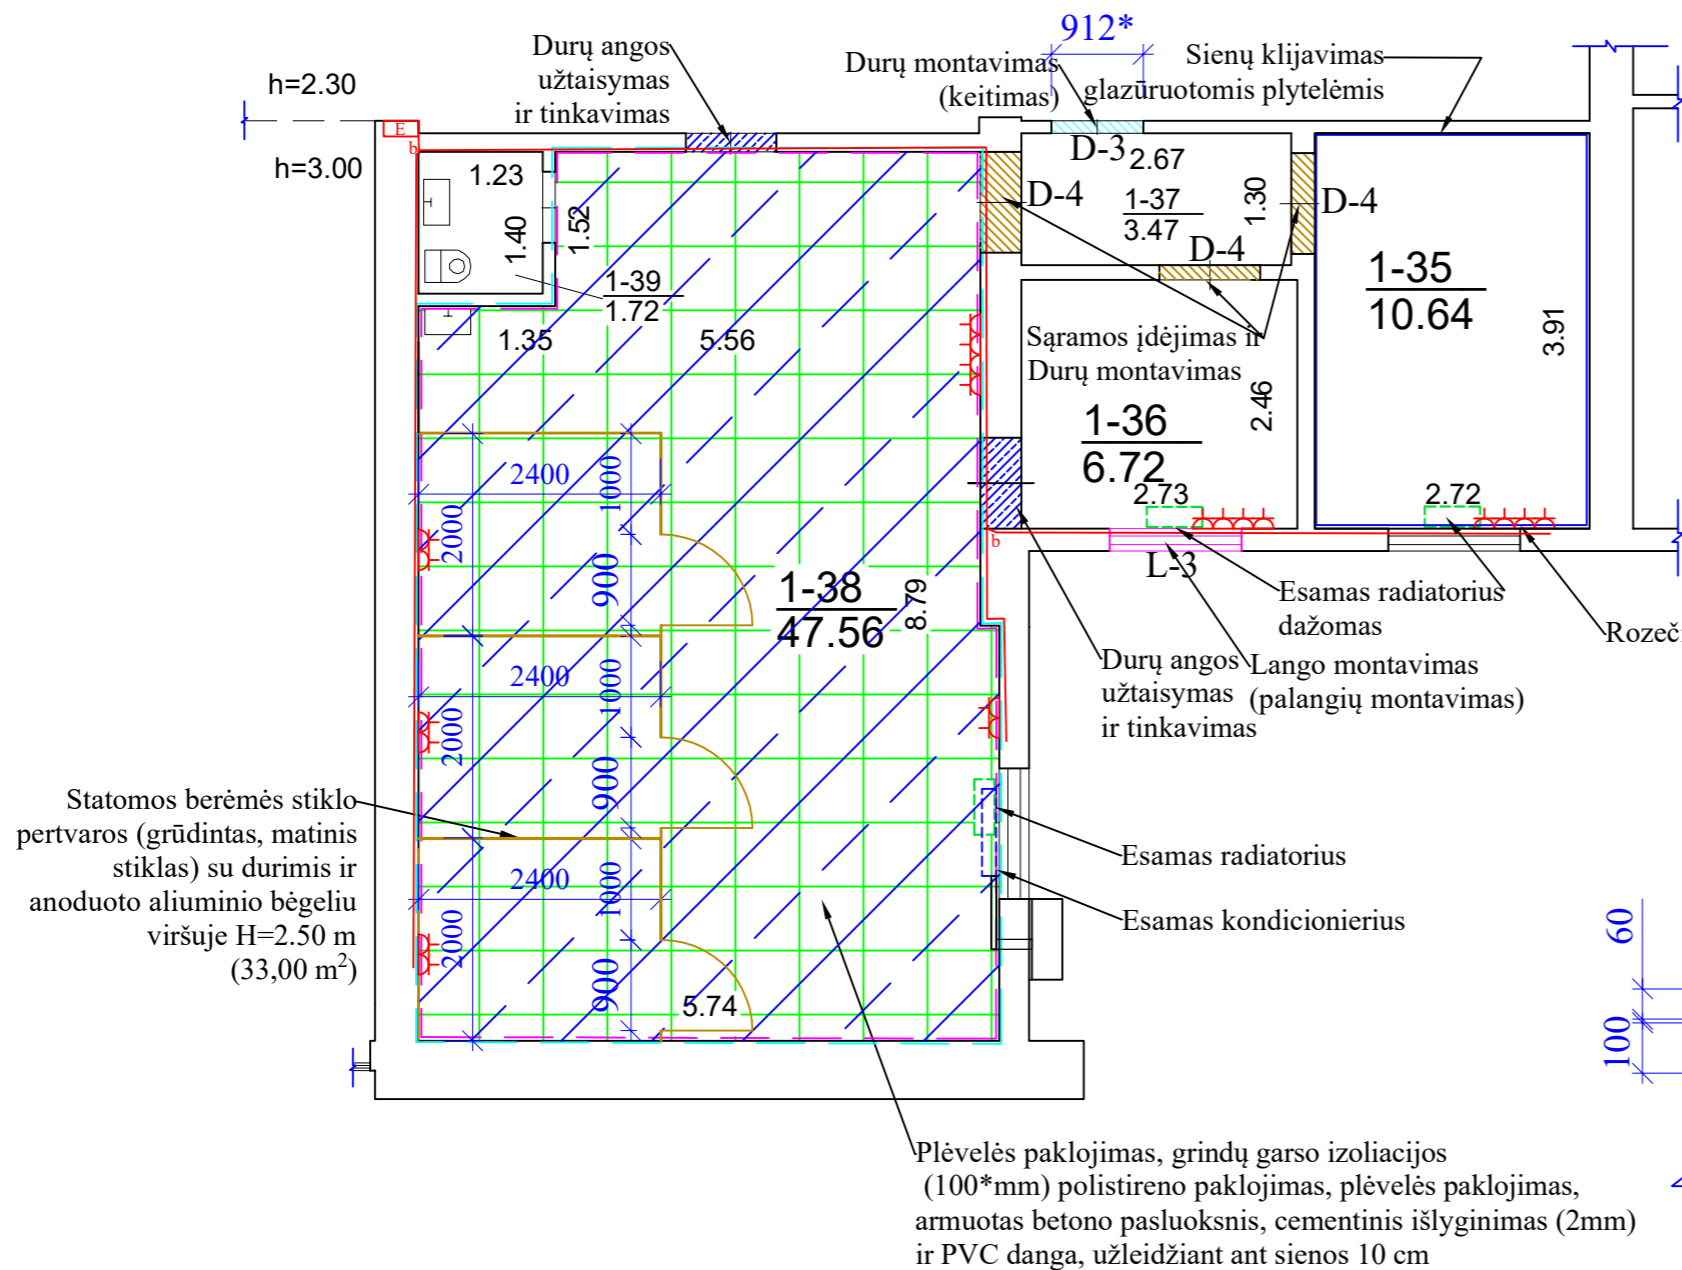 912*
Durų angos
užtaisymas
ir tinkavimas
Durų montavimas
(keitimas)
Sienų klijavimas
glazūruotomis plytelėmis
h=2.30
E
b
h=3.00
1.23
1.40
1.52
1-39
1.72
1.35
5.56
D-3
2.67
D-4
1-37
3.47
1.30
D-4
D-4
1-35
10.64
3.91
Sąramos įdėjimas ir
Durų montavimas
2.46
1-36
6.72
2.73
2.72
b
L-3
2400
1000
2000
900
1-38
47.56
8.79
Esamas radiatorius
dažomas
Durų angos
užtaisymas
ir tinkavimas
Lango montavimas
(palangių montavimas)
2400
1000
2000
900
Statomos berėmės stiklo
pertvaros (grūdintas, matinis
stiklas) su durimis ir
anoduoto aliuminio bėgeliu
viršuje H=2.50 m
(33,00 m²)
Esamas radiatorius
2400
1000
2000
900
Esamas kondicionierius
5.74
60
100
Plėvelės paklojimas, grindų garso izoliacijos
(100*mm) polistireno paklojimas, plėvelės paklojimas,
armuotas betono pasluoksnis, cementinis išlyginimas (2mm)
ir PVC danga, užleidžiant ant sienos 10 cm